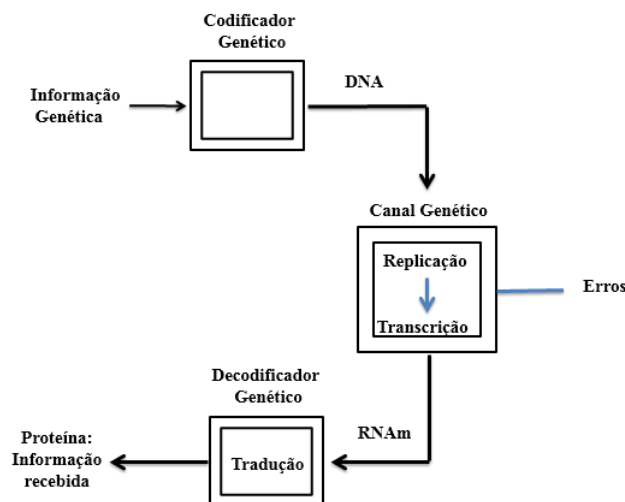 Codificador
Genético
DNA
Informação
Genética
Canal Genético
Replicação
Erros
Transcrição
Decodificador
Genético
RNAm
Proteína:
Informação
recebida
Tradução